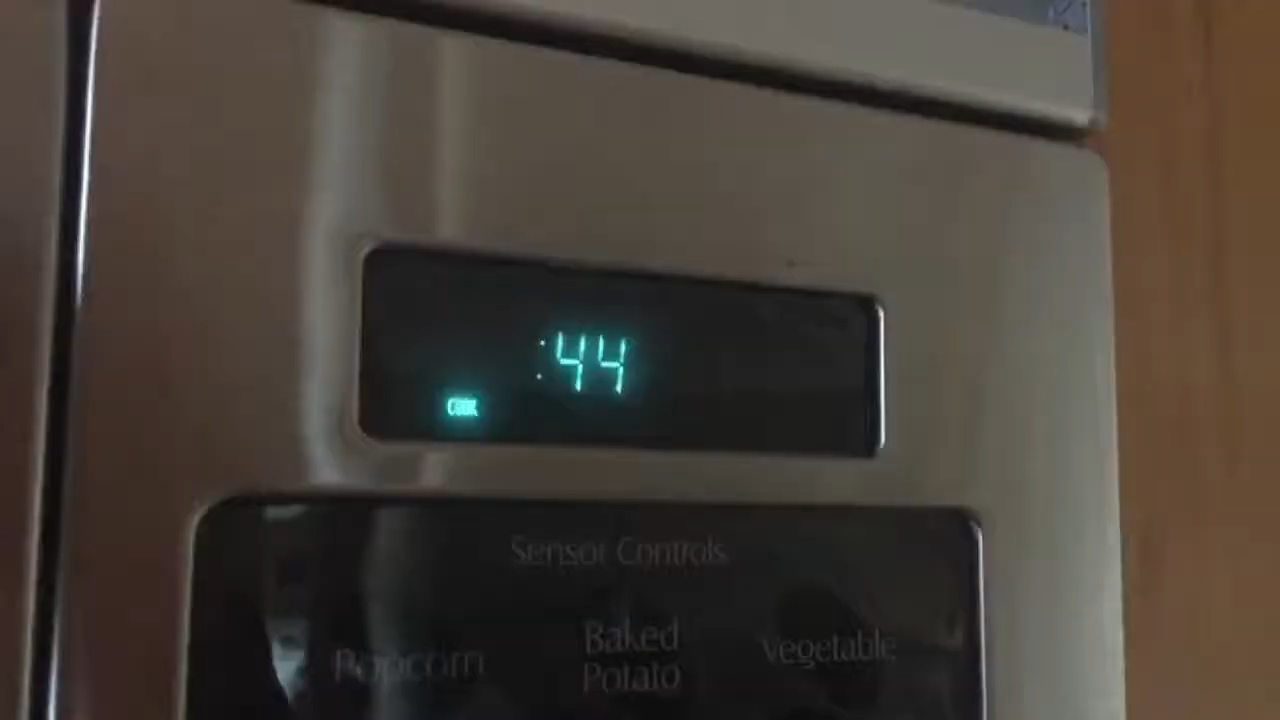 :44
COOK
Sensor Controls
Popcorn
Baked
Potato
Vegetable